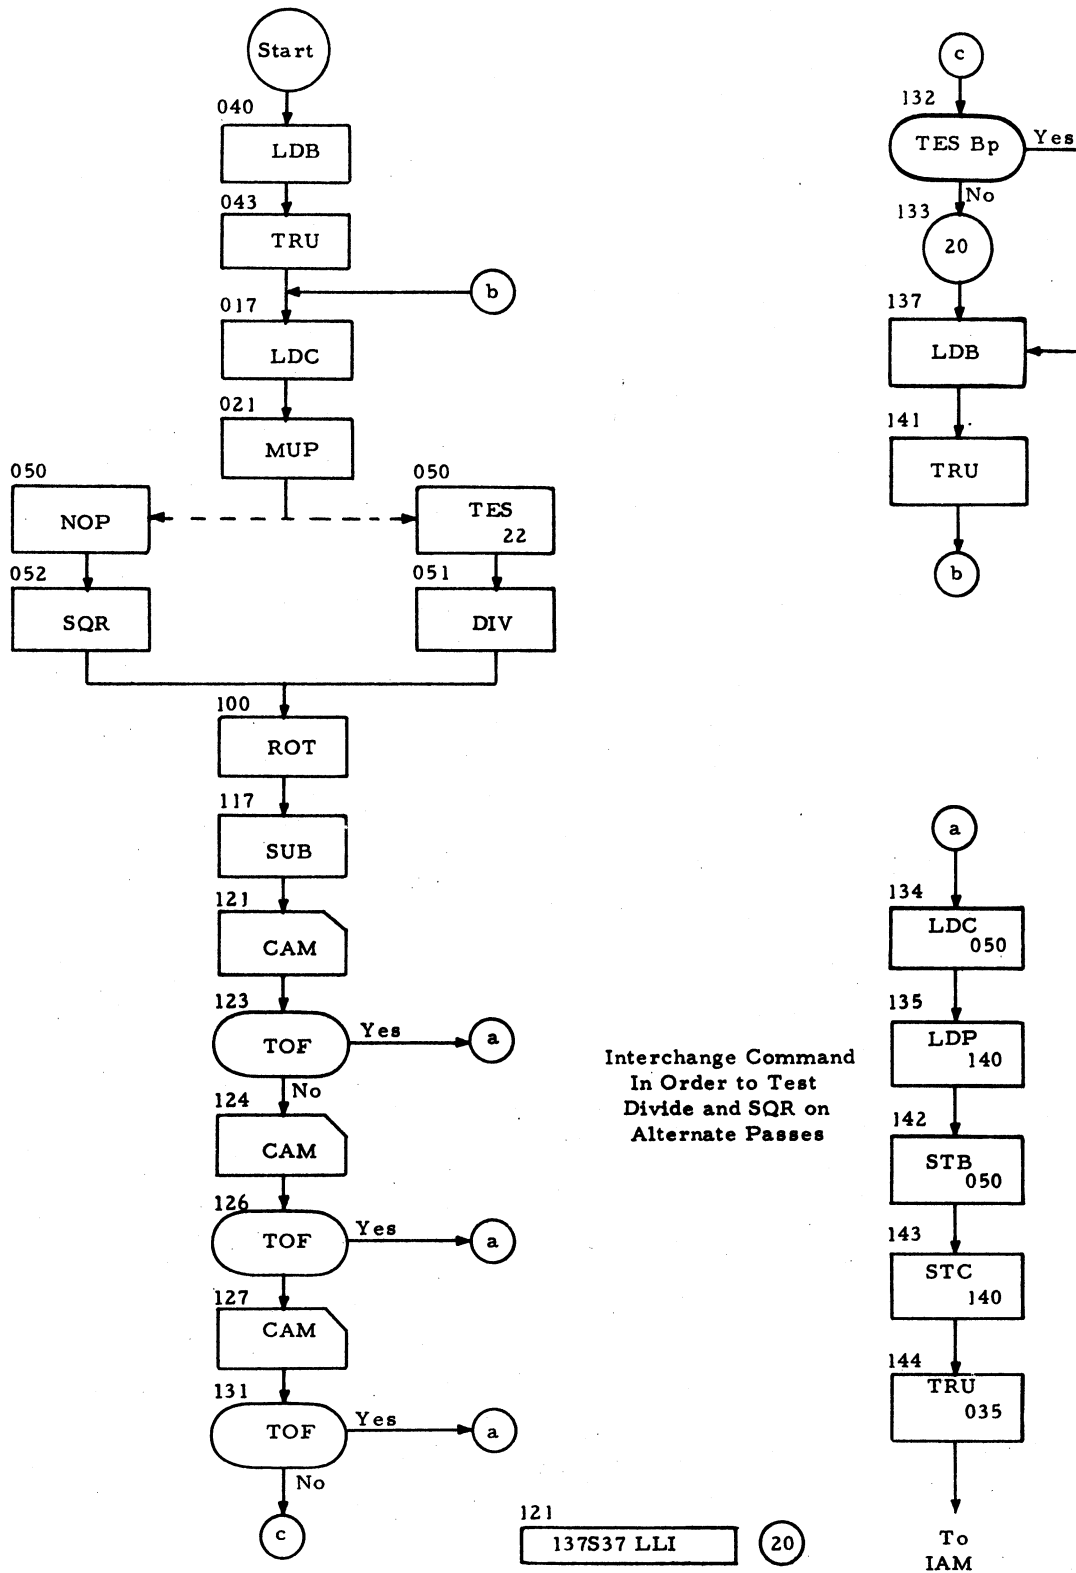 Start
040
LDB
043
TRU
b
017
LDC
021
MUP
050
NOP
052
SQR
050
TES
22
051
DIV
100
ROT
117
SUB
121
CAM
123
TOF
Yes
a
No
124
CAM
126
TOF
Yes
a
127
CAM
131
TOF
Yes
a
No
c
121
137S37 LLI
20
Interchange Command
In Order to Test
Divide and SQR on
Alternate Passes
c
132
TES Bp
Yes
No
133
20
137
LDB
141
TRU
b
a
134
LDC
050
135
LDP
140
142
STB
050
143
STC
140
144
TRU
035
To
IAM